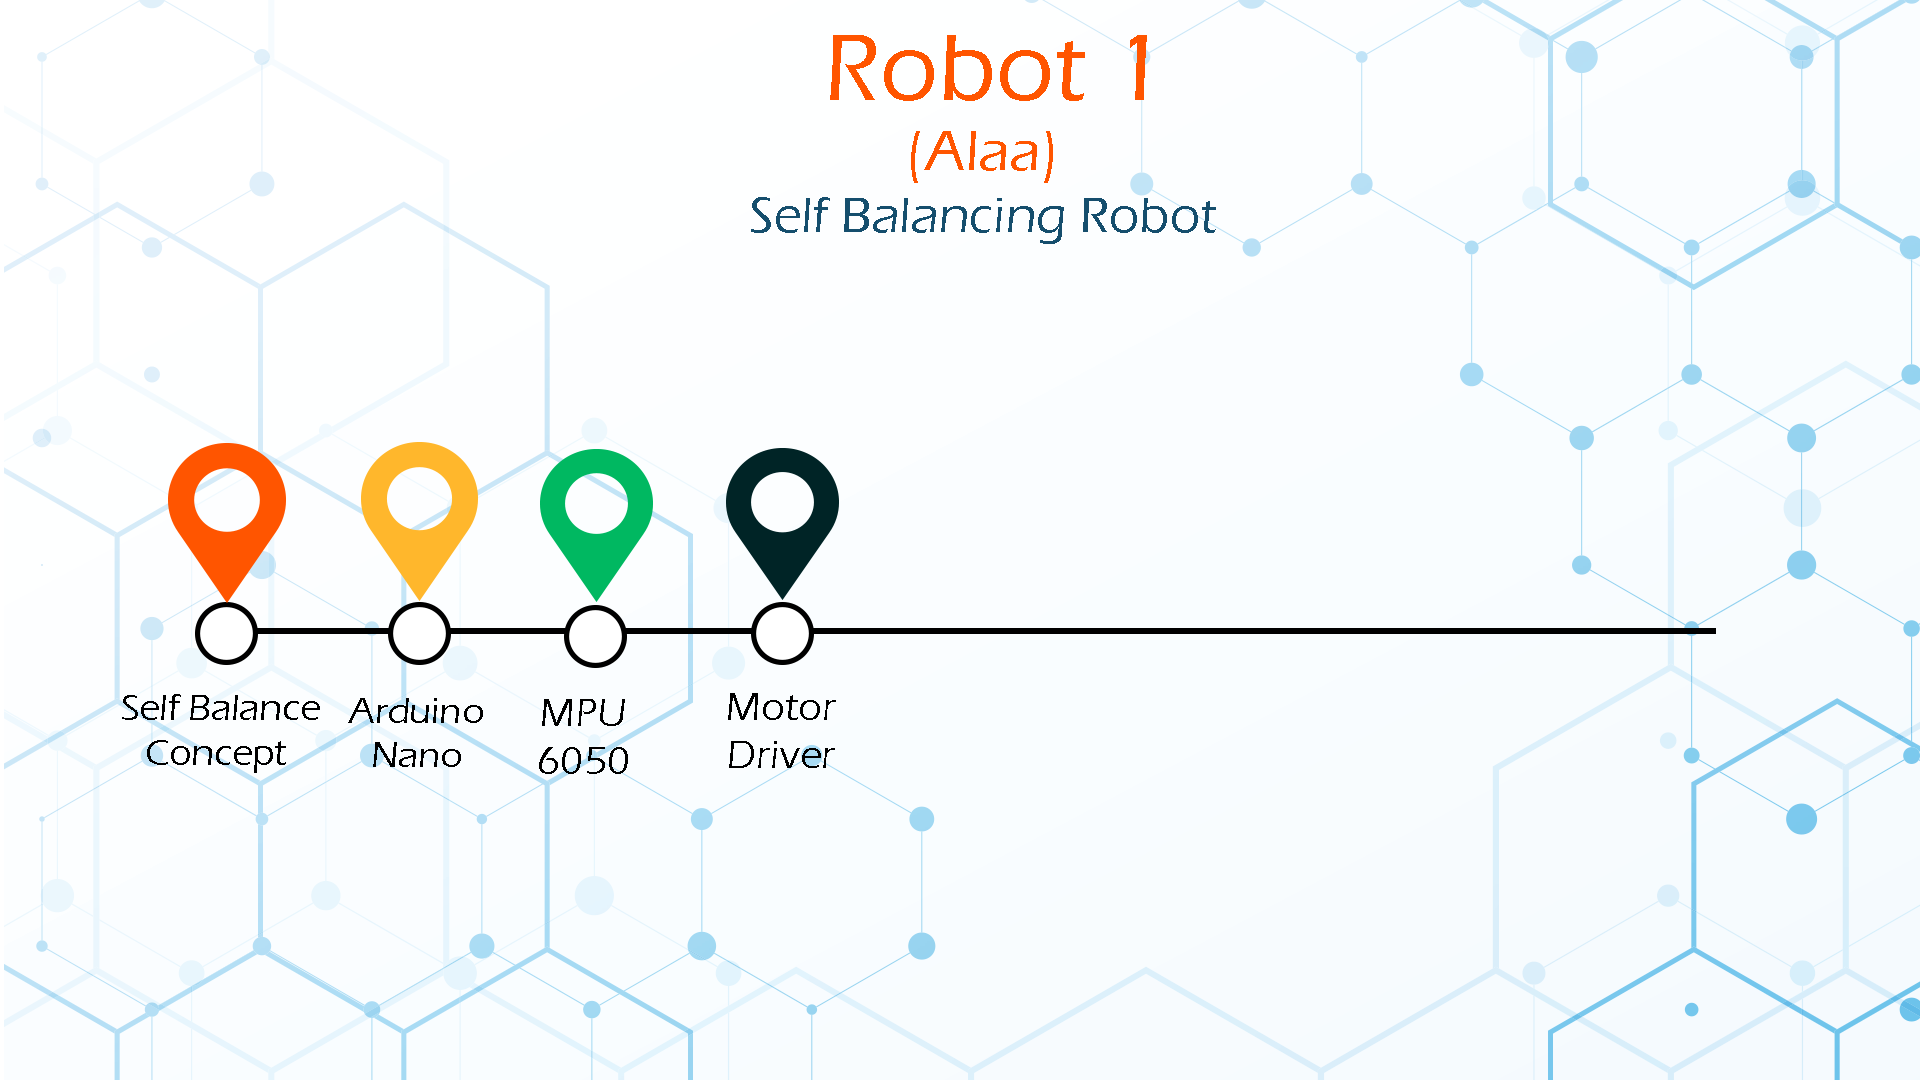 Robot 1
(Alaa)
Self Balancing Robot
Self Balance
Concept
Arduino
Nano
MPU
6050
Motor
Driver